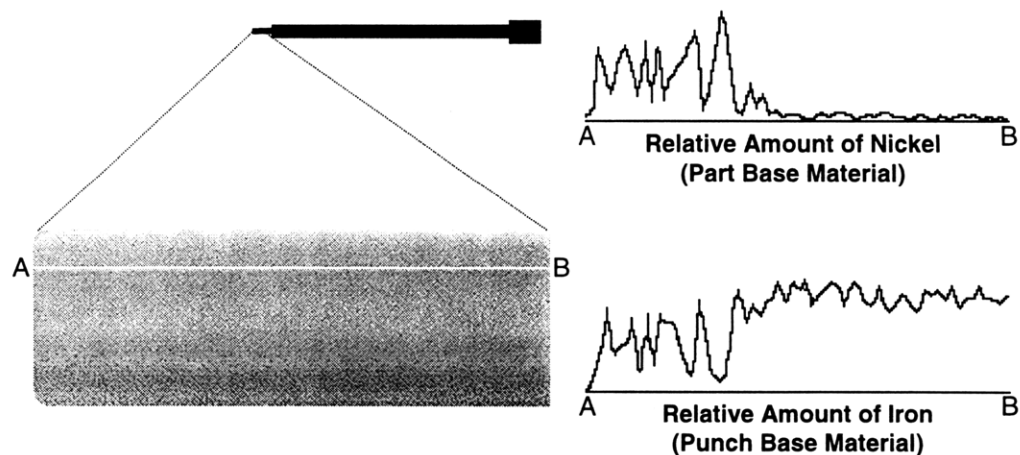 A B
Relative Amount of Nickel
(Part Base Material)
A B
A B
Relative Amount of Iron
(Punch Base Material)